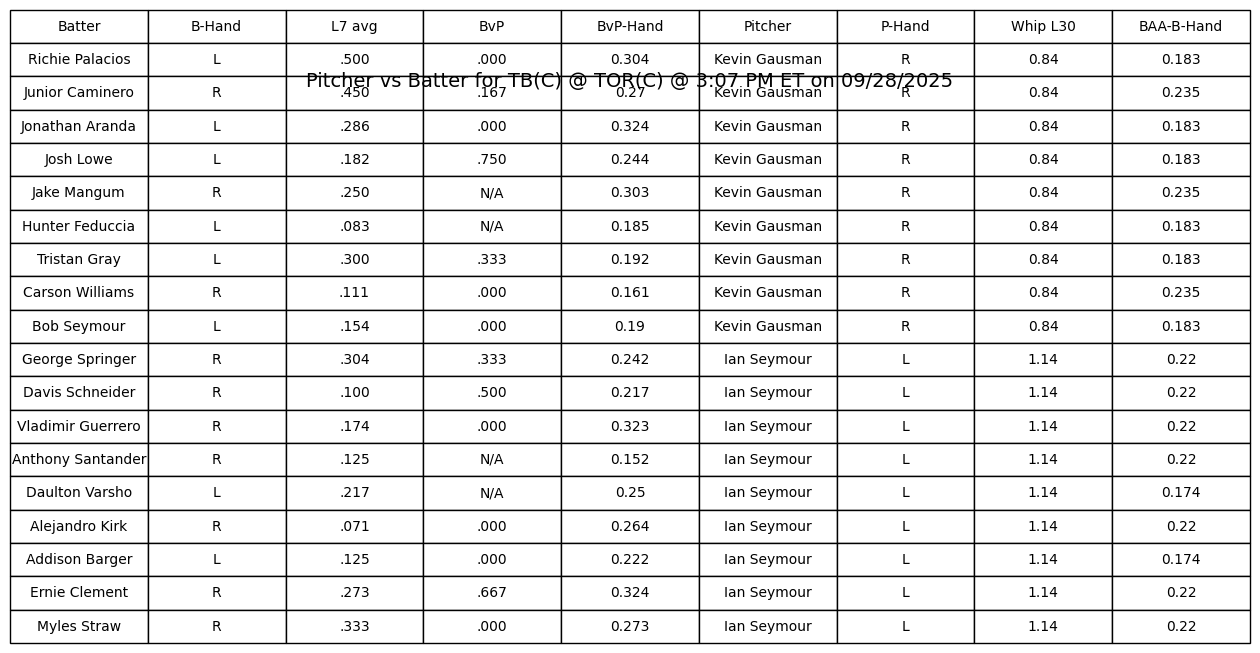 Batter B-Hand L7 avg BvP BvP-Hand Pitcher P-Hand Whip L30 BAA-B-Hand
Richie Palacios L .500 .000 0.304 Kevin Gausman R 0.84 0.183
Pitcher vs Batter for TB(C) @ TOR(C) @ 3:07 PM ET on 09/28/2025
Junior Caminero R .450 .167 0.27 Kevin Gausman R 0.84 0.235
Jonathan Aranda L .286 .000 0.324 Kevin Gausman R 0.84 0.183
Josh Lowe L .182 .750 0.244 Kevin Gausman R 0.84 0.183
Jake Mangum R .250 N/A 0.303 Kevin Gausman R 0.84 0.235
Hunter Feduccia L .083 N/A 0.185 Kevin Gausman R 0.84 0.183
Tristan Gray L .300 .333 0.192 Kevin Gausman R 0.84 0.183
Carson Williams R .111 .000 0.161 Kevin Gausman R 0.84 0.235
Bob Seymour L .154 .000 0.19 Kevin Gausman R 0.84 0.183
George Springer R .304 .333 0.242 Ian Seymour L 1.14 0.22
Davis Schneider R .100 .500 0.217 Ian Seymour L 1.14 0.22
Vladimir Guerrero R .174 .000 0.323 Ian Seymour L 1.14 0.22
Anthony Santander R .125 N/A 0.152 Ian Seymour L 1.14 0.22
Daulton Varsho L .217 N/A 0.25 Ian Seymour L 1.14 0.174
Alejandro Kirk R .071 .000 0.264 Ian Seymour L 1.14 0.22
Addison Barger L .125 .000 0.222 Ian Seymour L 1.14 0.174
Ernie Clement R .273 .667 0.324 Ian Seymour L 1.14 0.22
Myles Straw R .333 .000 0.273 Ian Seymour L 1.14 0.22